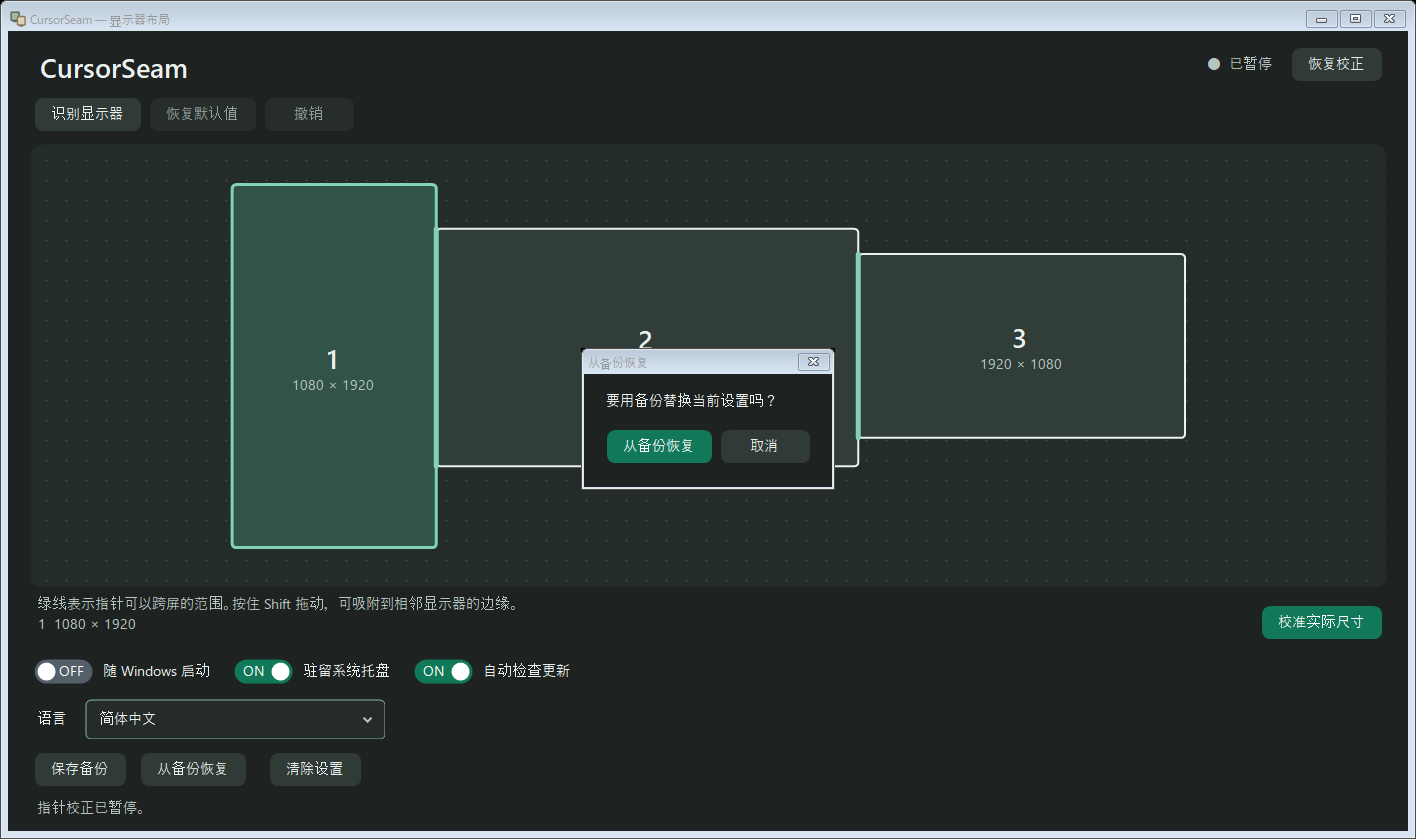 CursorSeam — 显示器布局
CursorSeam
已暂停
恢复校正
识别显示器
恢复默认值
撤销
1
1080 × 1920
2
3
1920 × 1080
从备份恢复
要用备份替换当前设置吗？
从备份恢复
取消
绿线表示指针可以跨屏的范围。按住 Shift 拖动，可吸附到相邻显示器的边缘。
1 1080 × 1920
校准实际尺寸
OFF 随 Windows 启动
ON 驻留系统托盘
ON 自动检查更新
语言
简体中文
保存备份
从备份恢复
清除设置
指针校正已暂停。